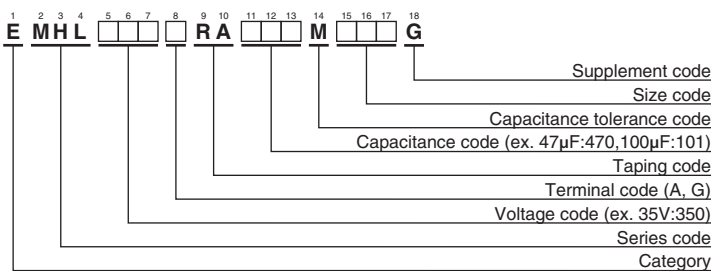 1 2 3 4 5 6 7 8 9 10 11 12 13 14 15 16 17 18
E MHL □□□ □ RA □□□ M □□□ G
Supplement code
Size code
Capacitance tolerance code
Capacitance code (ex. 47µF:470,100µF:101)
Taping code
Terminal code (A, G)
Voltage code (ex. 35V:350)
Series code
Category